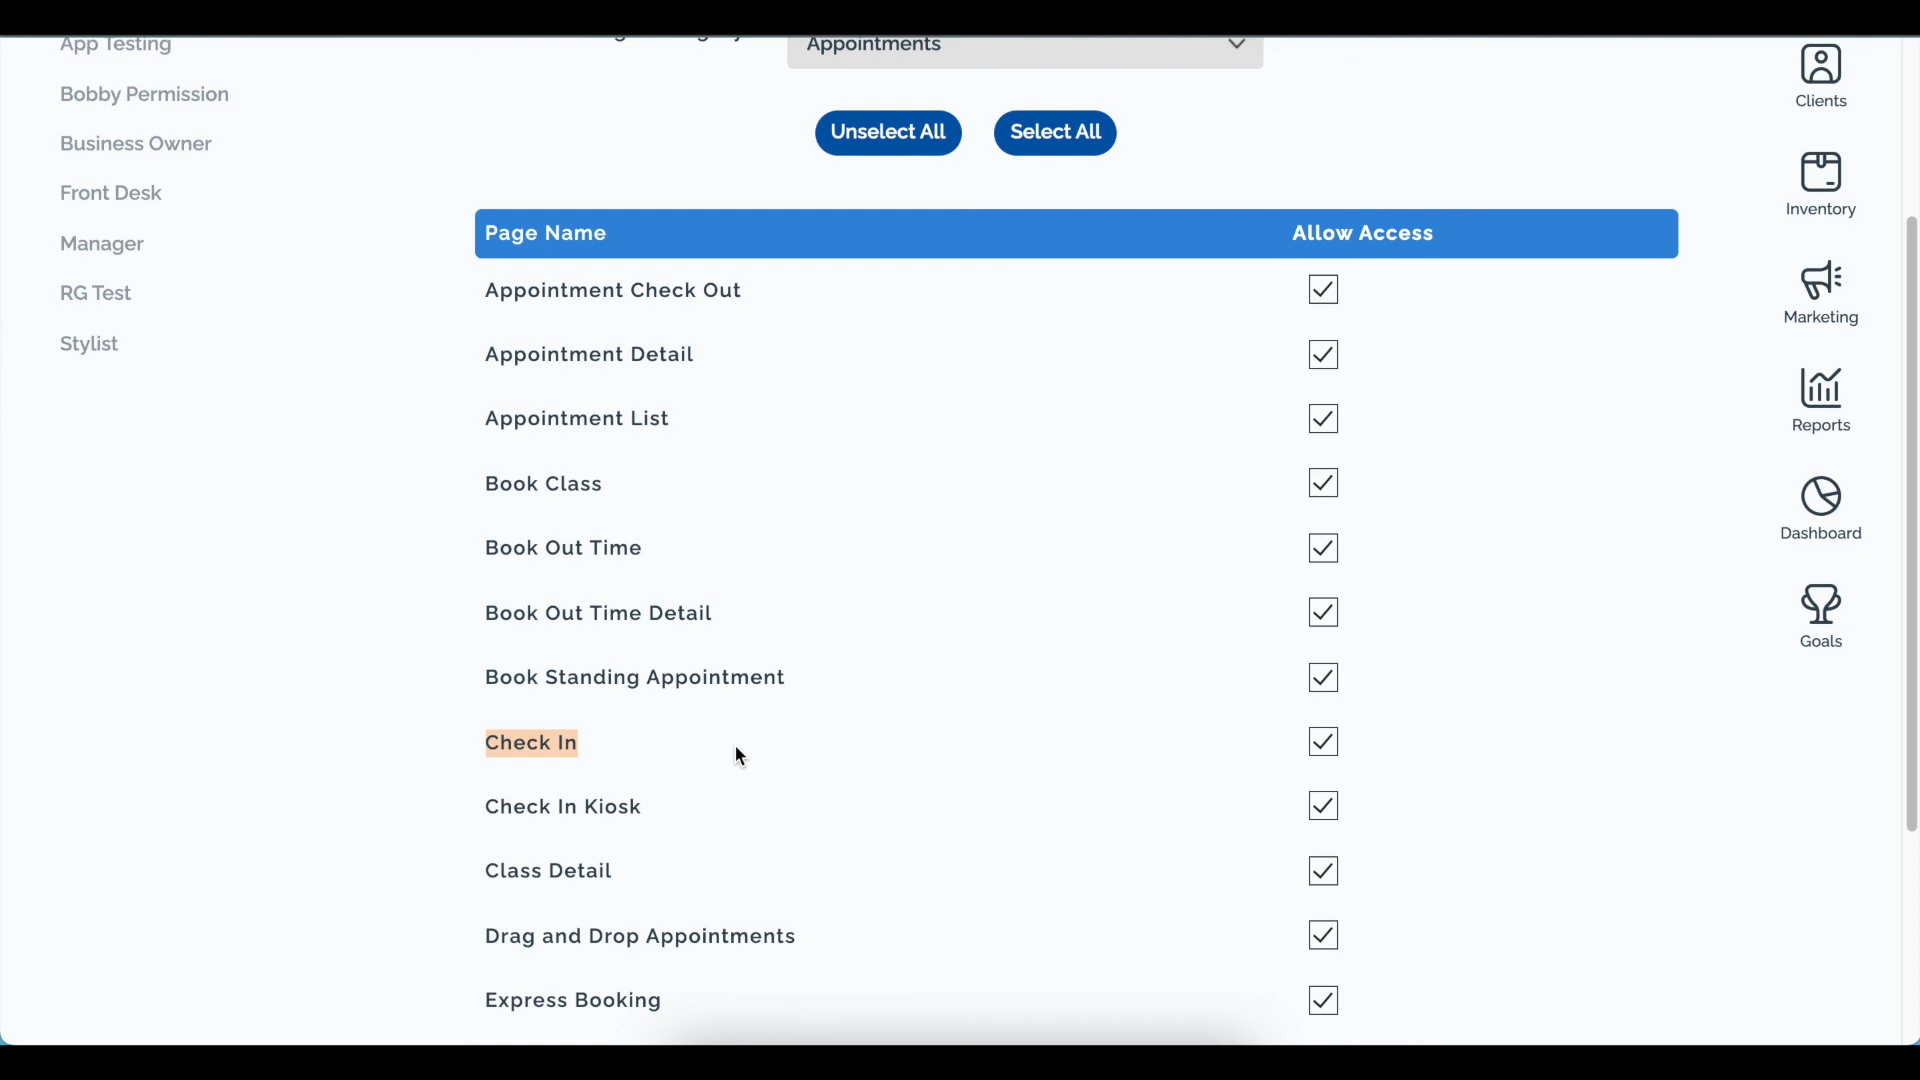 App Testing
Appointments
Bobby Permission
Business Owner
Front Desk
Manager
RG Test
Stylist
Unselect All
Select All
Page Name Allow Access
Appointment Check Out
Appointment Detail
Appointment List
Book Class
Book Out Time
Book Out Time Detail
Book Standing Appointment
Check In
Check In Kiosk
Class Detail
Drag and Drop Appointments
Express Booking
Clients
Inventory
Marketing
Reports
Dashboard
Goals